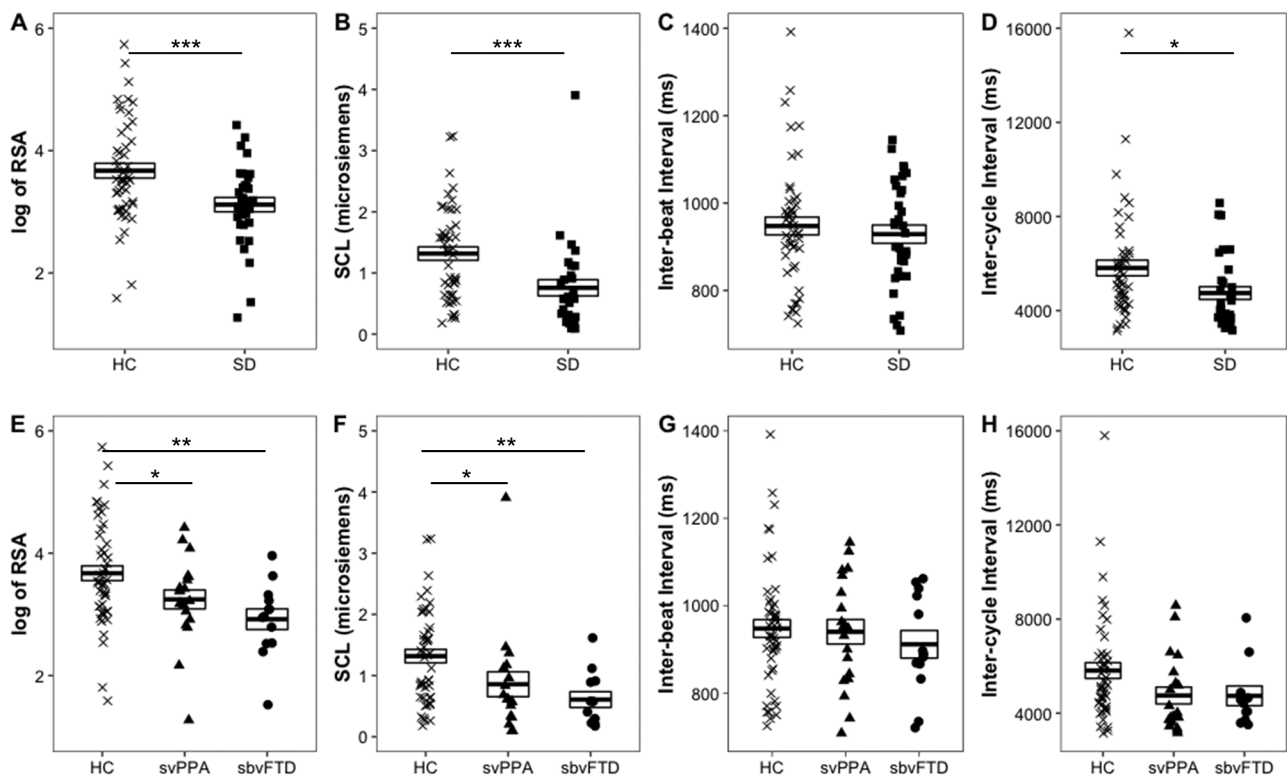 A
log of RSA
6
4
2
***
HC SD
B
SCL (microsiemens)
5
4
3
2
1
0
***
HC SD
C
Inter-beat Interval (ms)
1400
1200
1000
800
HC SD
D
Inter-cycle Interval (ms)
16000
12000
8000
4000
*
HC SD
E
log of RSA
6
4
2
**
*
HC svPPA sbvFTD
F
SCL (microsiemens)
5
4
3
2
1
0
**
*
HC svPPA sbvFTD
G
Inter-beat Interval (ms)
1400
1200
1000
800
HC svPPA sbvFTD
H
Inter-cycle Interval (ms)
16000
12000
8000
4000
HC svPPA sbvFTD